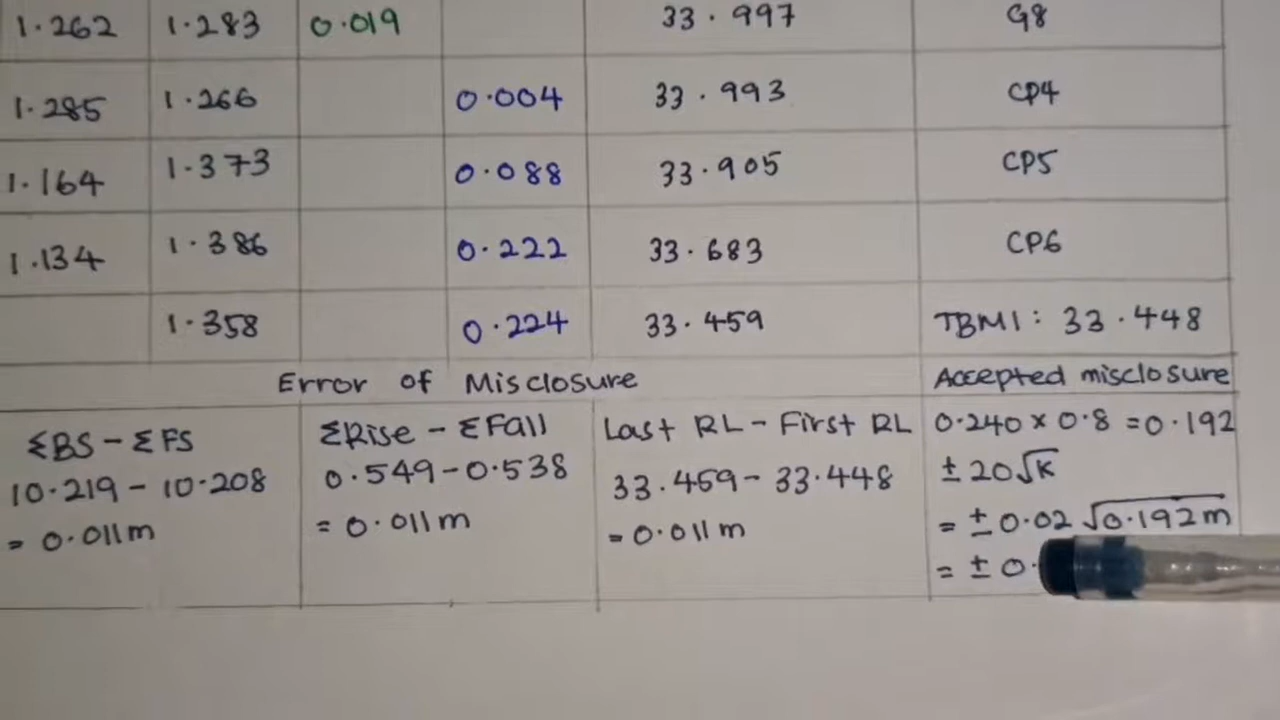 1.262 1.283 0.019 33.997 G8
1.285 1.266 0.004 33.993 CP4
1.164 1.373 0.088 33.905 CP5
1.134 1.386 0.222 33.683 CP6
1.358 0.224 33.459 TBM1: 33.448
Error of Misclosure
Accepted misclosure
ΣBS - ΣFS
10.219 - 10.208
= 0.011m
ΣRise - ΣFall
0.549 - 0.538
= 0.011m
Last RL - First RL
33.459 - 33.448
= 0.011m
0.240 x 0.8 = 0.192
± 20√K
= ± 0.02 √0.192m
= ± 0.